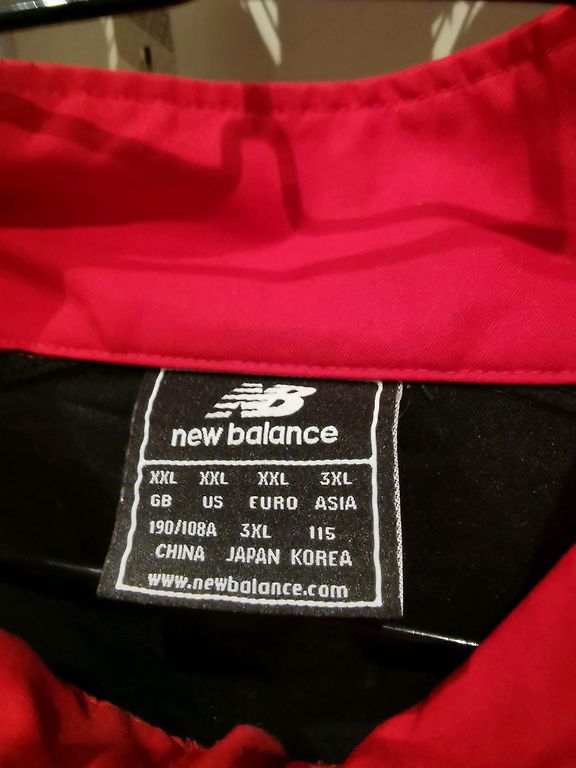 NB
new balance
XXL XXL XXL 3XL
GB US EURO ASIA
190/108A 3XL 115
CHINA JAPAN KOREA
www.newbalance.com